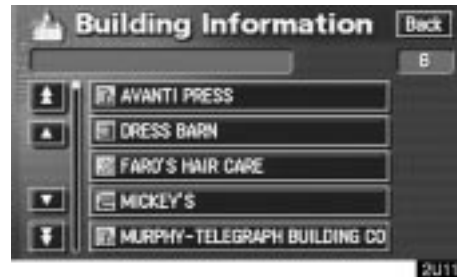 Building Information Back
6
AVANTI PRESS
DRESS BARN
FARO'S HAIR CARE
MICKEY'S
MURPHY-TELEGRAPH BUILDING CO
2U11